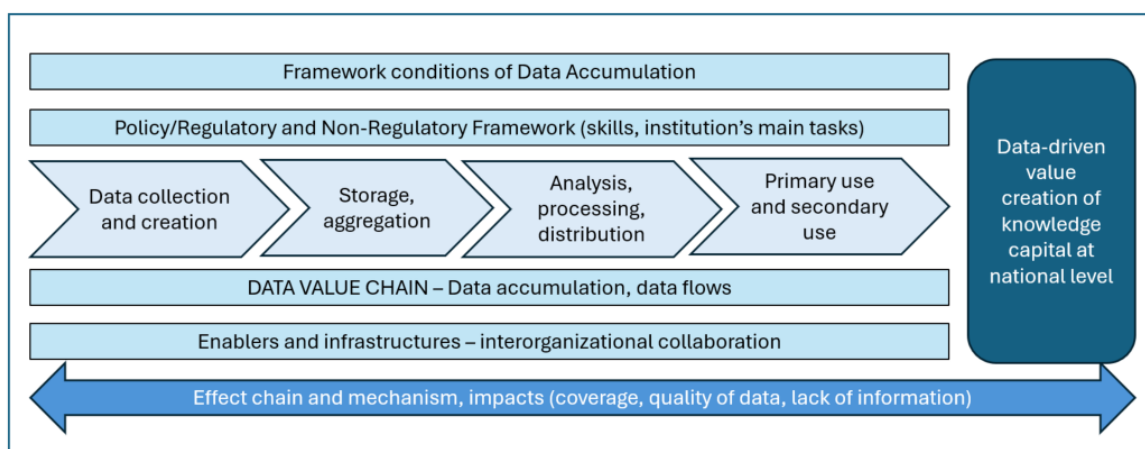 Framework conditions of Data Accumulation
Policy/Regulatory and Non-Regulatory Framework (skills, institution's main tasks)
Data collection
and creation
Storage,
aggregation
Analysis,
processing,
distribution
Primary use
and secondary
use
DATA VALUE CHAIN – Data accumulation, data flows
Enablers and infrastructures – interorganizational collaboration
Effect chain and mechanism, impacts (coverage, quality of data, lack of information)
Data-driven
value
creation of
knowledge
capital at
national level